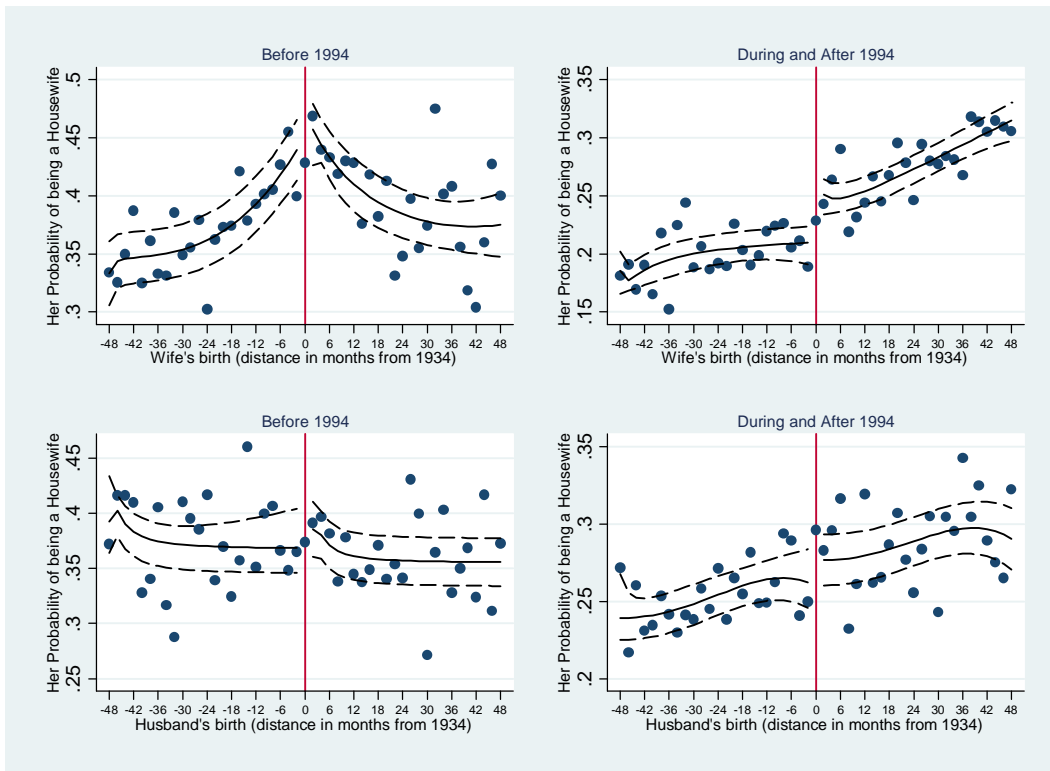 Before 1994
Her Probability of being a Housewife
.5
.45
.4
.35
.3
-48 -42 -36 -30 -24 -18 -12 -6 0 6 12 18 24 30 36 42 48
Wife's birth (distance in months from 1934)
During and After 1994
Her Probability of being a Housewife
.35
.3
.25
.2
.15
-48 -42 -36 -30 -24 -18 -12 -6 0 6 12 18 24 30 36 42 48
Wife's birth (distance in months from 1934)
Before 1994
Her Probability of being a Housewife
.45
.4
.35
.3
.25
-48 -42 -36 -30 -24 -18 -12 -6 0 6 12 18 24 30 36 42 48
Husband's birth (distance in months from 1934)
During and After 1994
Her Probability of being a Housewife
.35
.3
.25
.2
-48 -42 -36 -30 -24 -18 -12 -6 0 6 12 18 24 30 36 42 48
Husband's birth (distance in months from 1934)